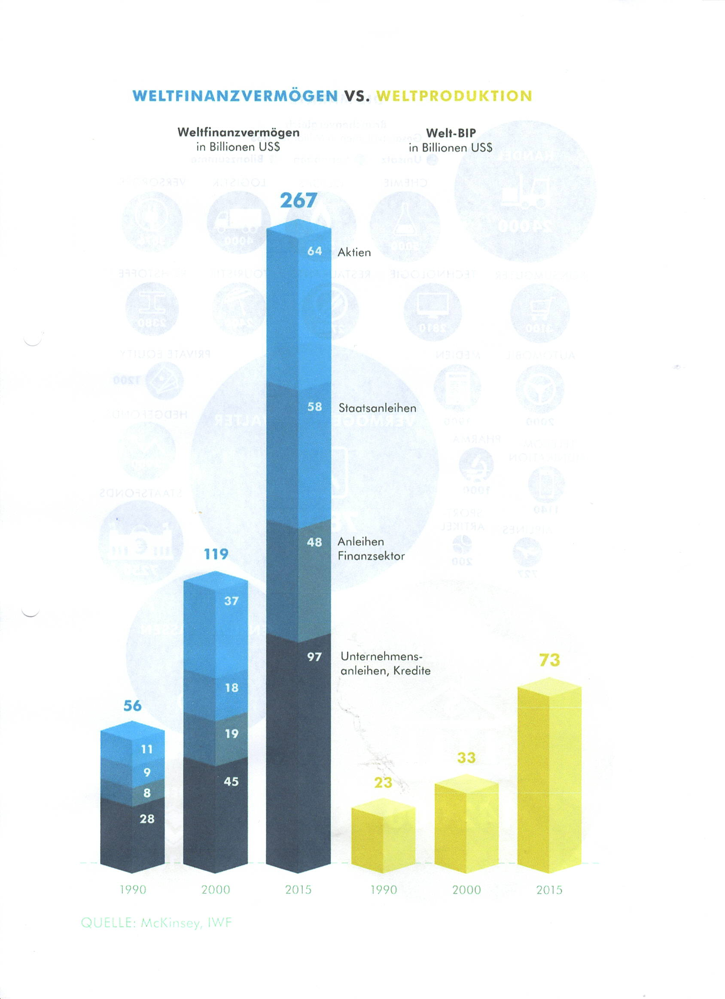 WELTFINANZVERMÖGEN VS. WELTPRODUKTION
Weltfinanzvermögen
in Billionen US$
Welt-BIP
in Billionen US$
267
64 Aktien
58 Staatsanleihen
48 Anleihen
Finanzsektor
97 Unternehmens-
anleihen, Kredite
119
37
18
19
45
56
11
9
8
28
73
33
23
1990 2000 2015 1990 2000 2015
QUELLE: McKinsey, IWF